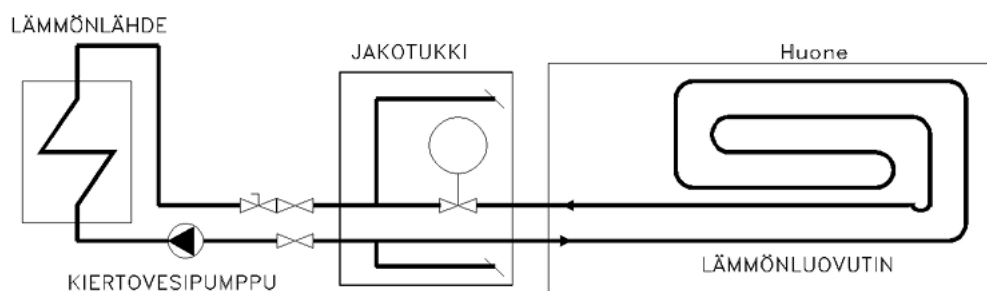 LÄMMÖNLÄHDE
JAKOTUKKI
Huone
KIERTOVESIPUMPPU
LÄMMÖNLUOVUTIN